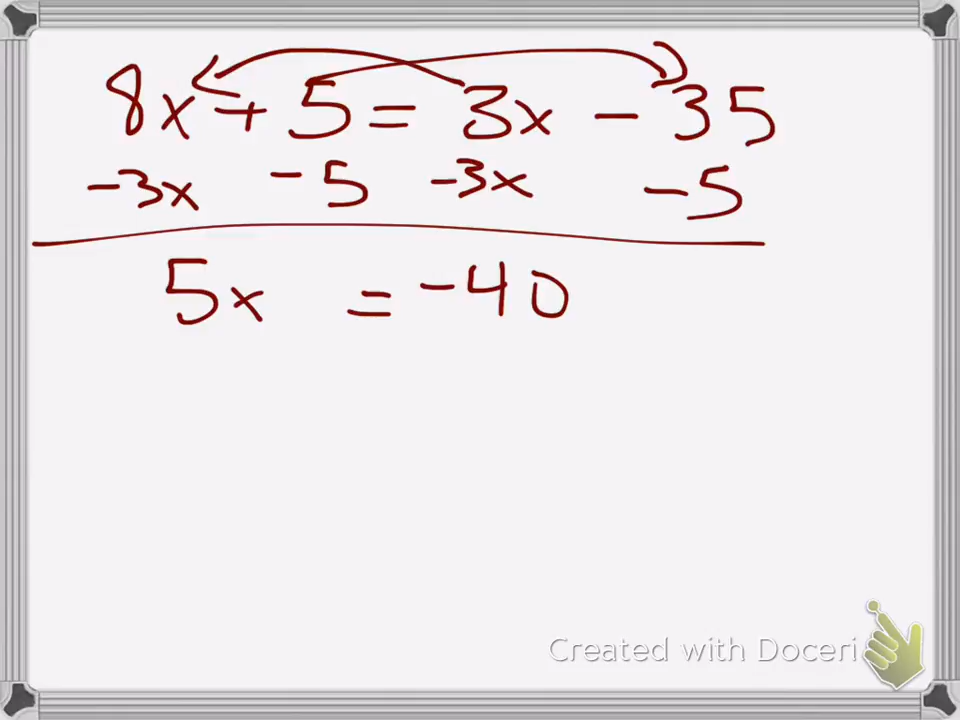 8x + 5 = 3x - 35
-3x -5 -3x -5
5x = -40
Created with Doceri